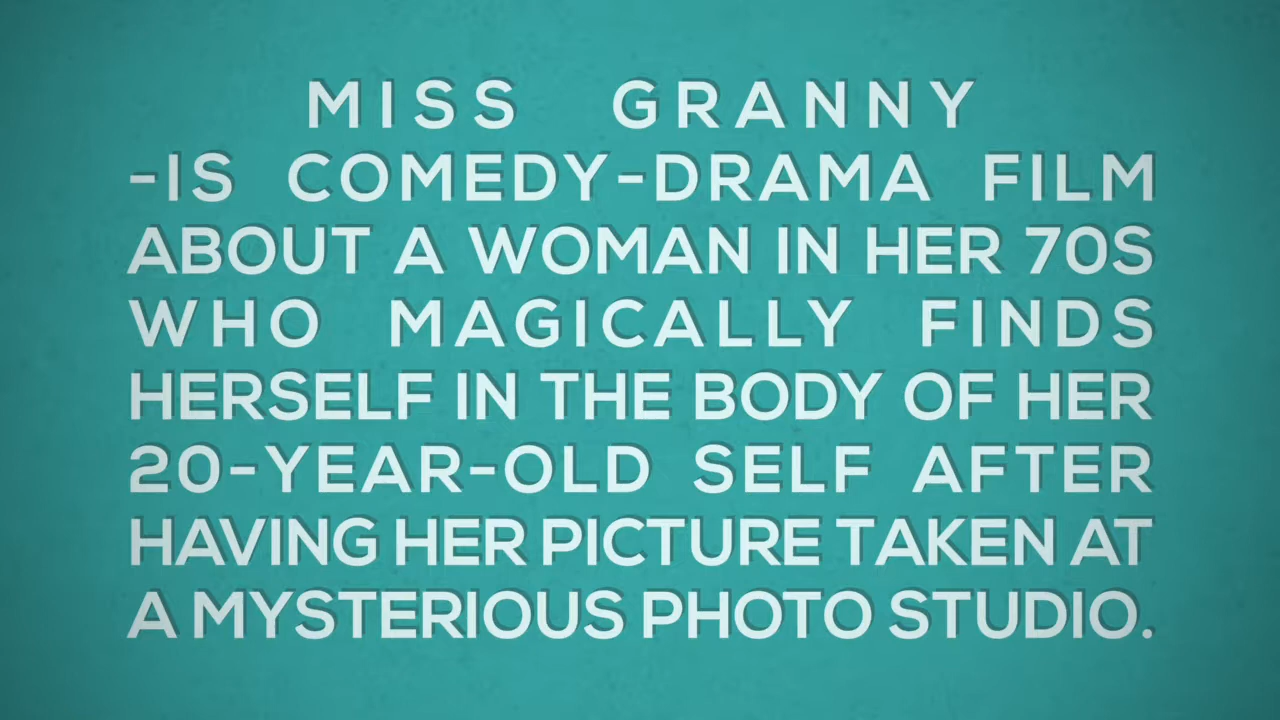 MISS GRANNY
-IS COMEDY-DRAMA FILM
ABOUT A WOMAN IN HER 70S
WHO MAGICALLY FINDS
HERSELF IN THE BODY OF HER
20-YEAR-OLD SELF AFTER
HAVING HER PICTURE TAKEN AT
A MYSTERIOUS PHOTO STUDIO.